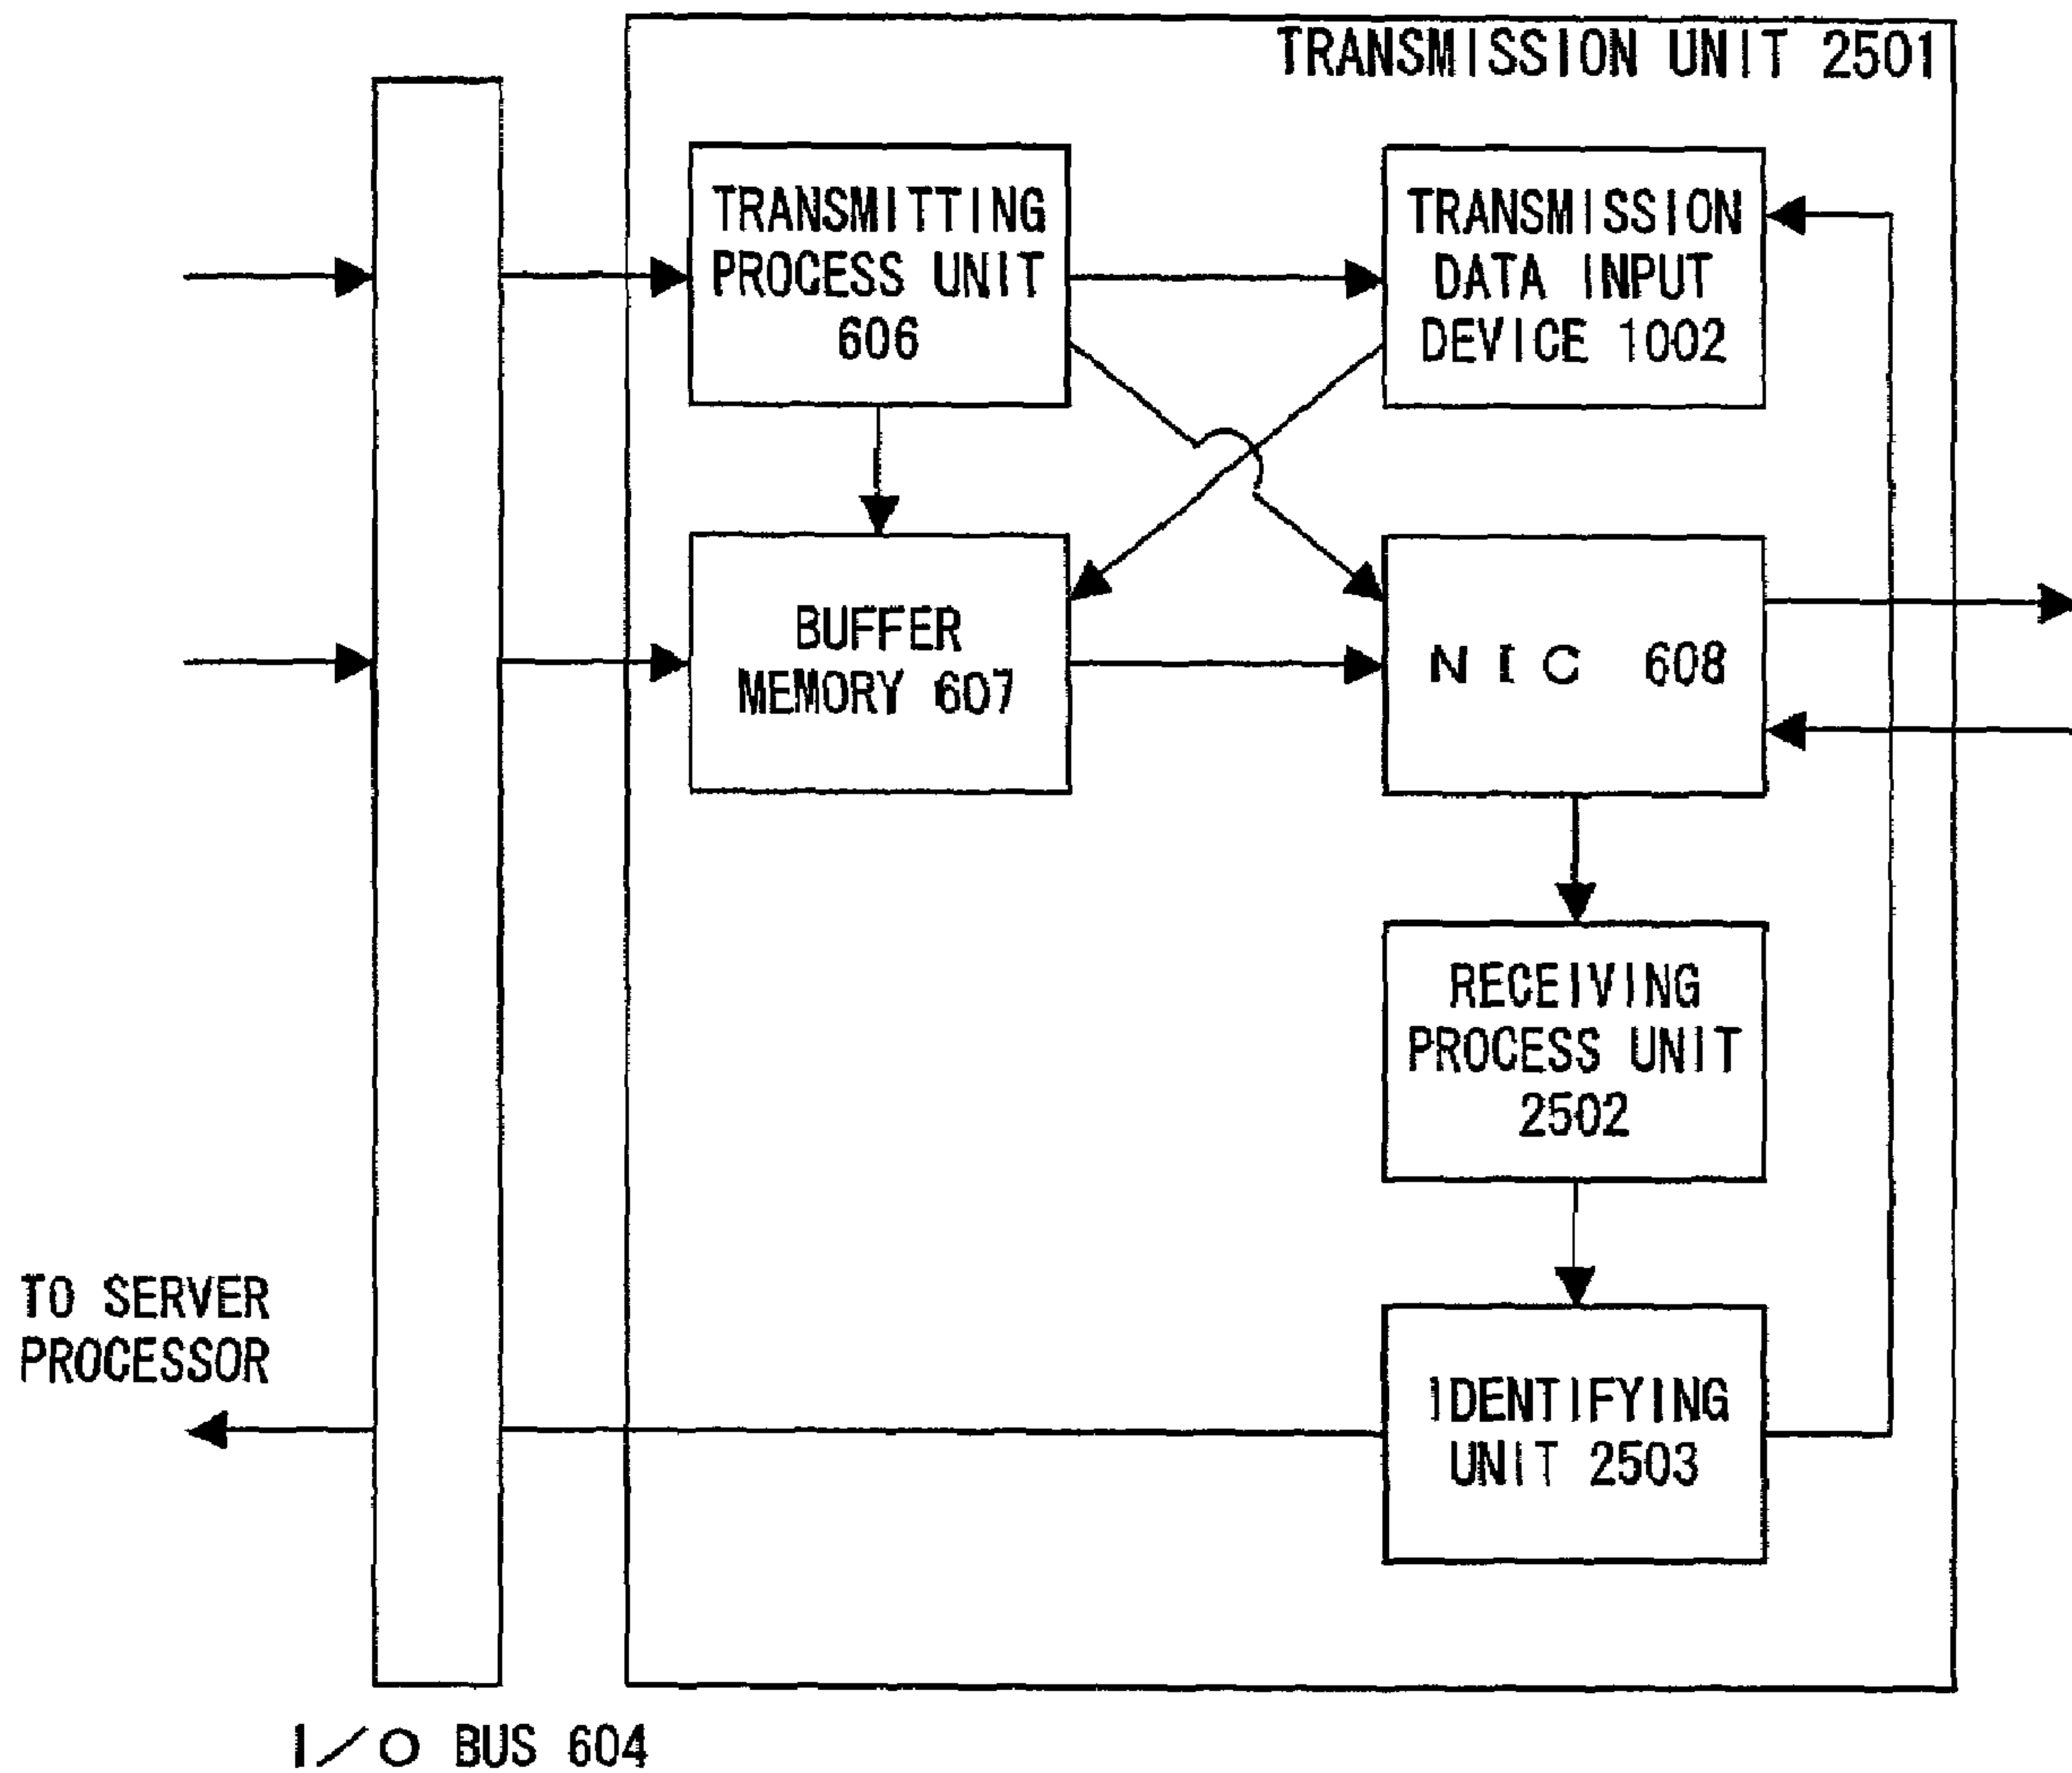 TRANSMISSION UNIT 2501
TRANSMITTING
PROCESS UNIT
606
TRANSMISSION
DATA INPUT
DEVICE 1002
BUFFER
MEMORY 607
NIC 608
RECEIVING
PROCESS UNIT
2502
TO SERVER
PROCESSOR
IDENTIFYING
UNIT 2503
I/O BUS 604